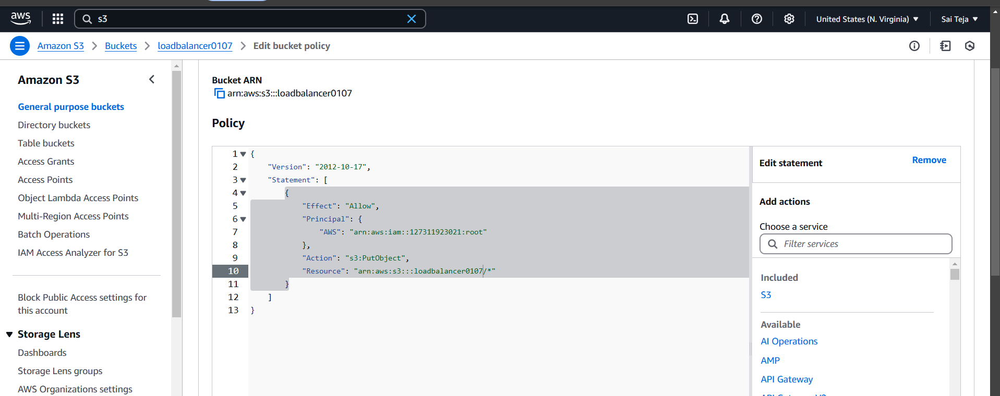 aws
s3
United States (N. Virginia)
Sai Teja
Amazon S3
Buckets
loadbalancer0107
Edit bucket policy
Amazon S3
General purpose buckets
Directory buckets
Table buckets
Access Grants
Access Points
Object Lambda Access Points
Multi-Region Access Points
Batch Operations
IAM Access Analyzer for S3
Block Public Access settings for
this account
Storage Lens
Dashboards
Storage Lens groups
AWS Organizations settings
Bucket ARN
arn:aws:s3:::loadbalancer0107
Policy
1 {
2 "Version": "2012-10-17",
3 "Statement": [
4 {
5 "Effect": "Allow",
6 "Principal": {
7 "AWS": "arn:aws:iam::127311923021:root"
8 },
9 "Action": "s3:PutObject",
10 "Resource": "arn:aws:s3:::loadbalancer0107/*"
11 }
12 ]
13 }
Edit statement
Remove
Add actions
Choose a service
Filter services
Included
S3
Available
AI Operations
AMP
API Gateway